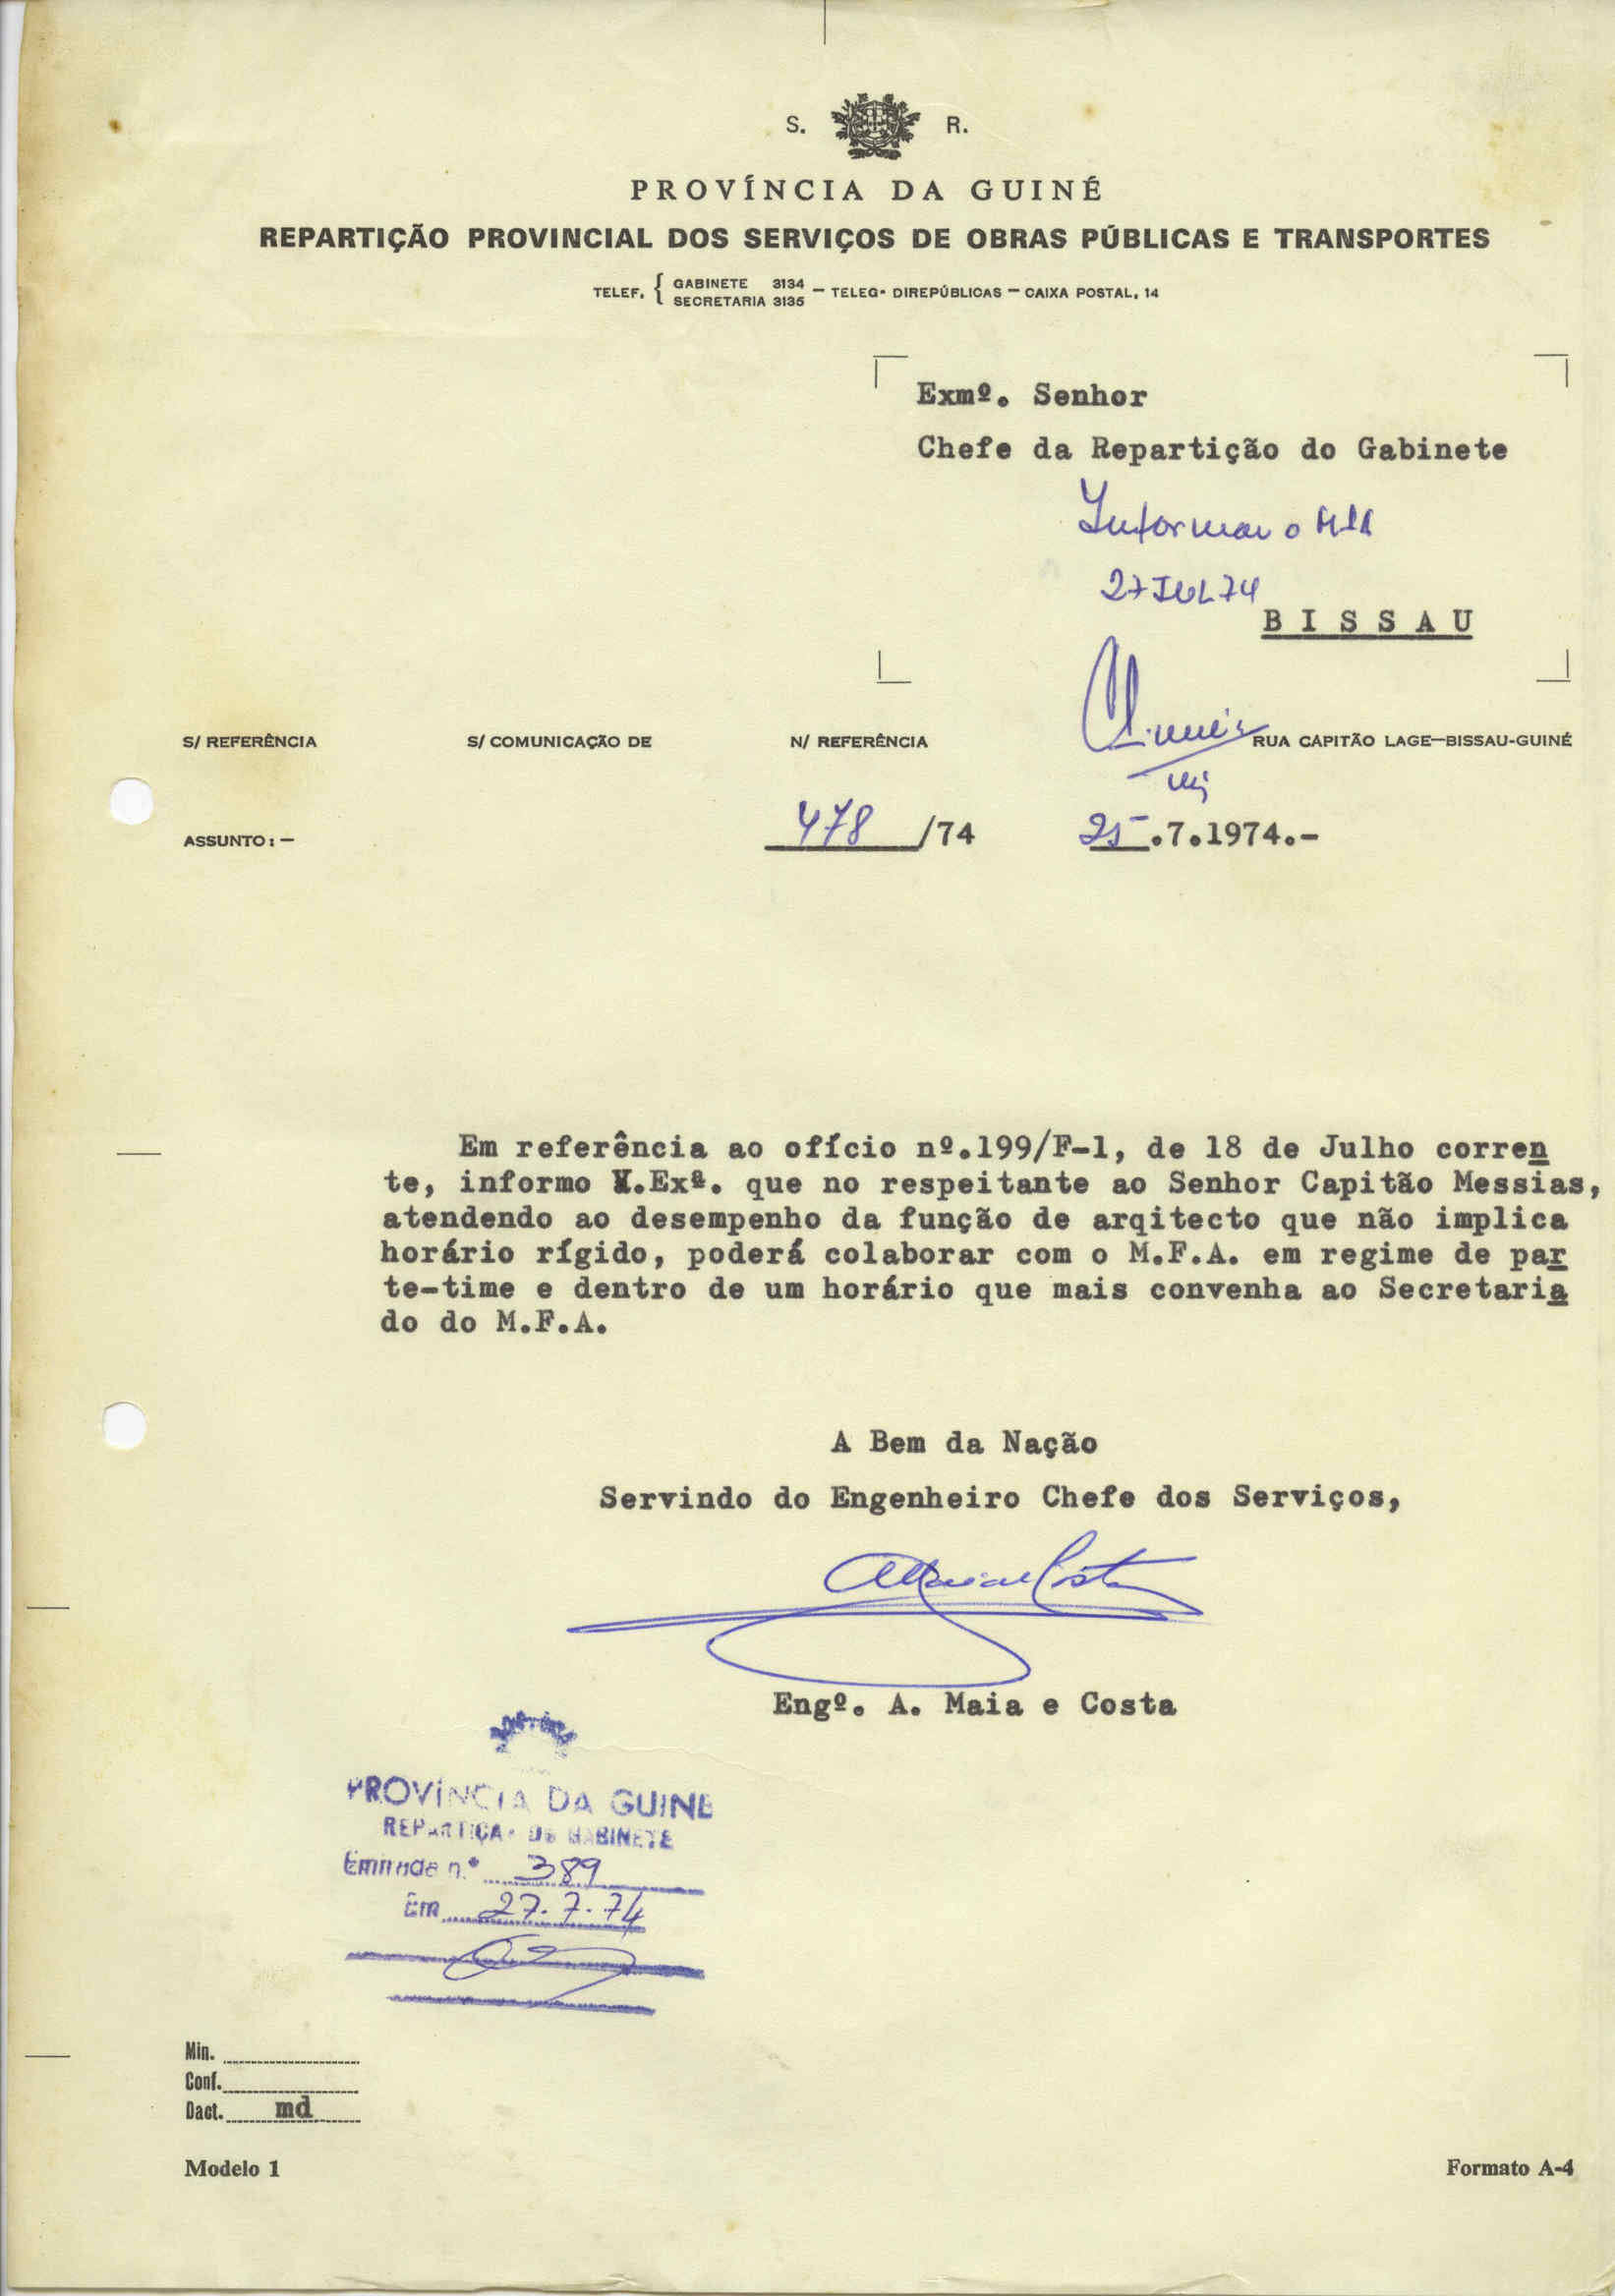 S. R.
PROVÍNCIA DA GUINÉ
REPARTIÇÃO PROVINCIAL DOS SERVIÇOS DE OBRAS PÚBLICAS E TRANSPORTES
TELEF. { GABINETE 3134
SECRETARIA 3135 — TELEG. DIREPÚBLICAS — CAIXA POSTAL, 14
Exmº. Senhor
Chefe da Repartição do Gabinete
Informar o
27 JUL 74
BISSAU
S/ REFERÊNCIA S/ COMUNICAÇÃO DE N/ REFERÊNCIA RUA CAPITÃO LAGE—BISSAU-GUINÉ
ASSUNTO: — 478 /74 25.7.1974.-
Em referência ao ofício nº.199/F-1, de 18 de Julho corren
te, informo V.Exª. que no respeitante ao Senhor Capitão Messias,
atendendo ao desempenho da função de arqitecto que não implica
horário rígido, poderá colaborar com o M.F.A. em regime de par
te-time e dentro de um horário que mais convenha ao Secretaria
do do M.F.A.
A Bem da Nação
Servindo do Engenheiro Chefe dos Serviços,
Engº. A. Maia e Costa
PROVÍNCIA DA GUINÉ
REPARTIÇÃO DE GABINETE
Entrada n.º 389
Em 27.7.74
Min.
Conf.
Dact. md
Modelo 1 Formato A-4